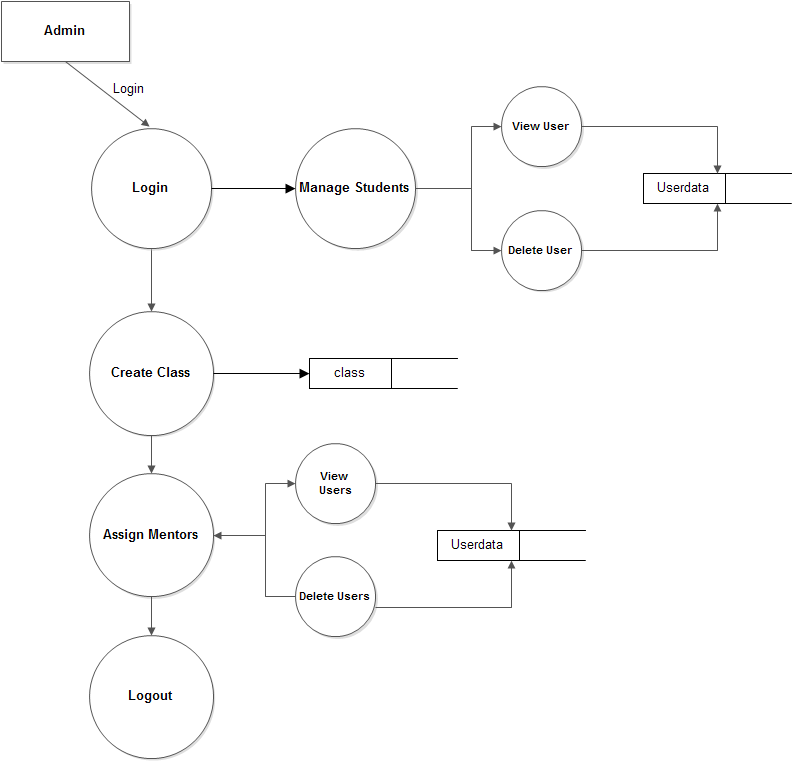 Admin
Login
Login
Manage Students
View User
Userdata
Delete User
Create Class
class
View
Users
Assign Mentors
Userdata
Delete Users
Logout